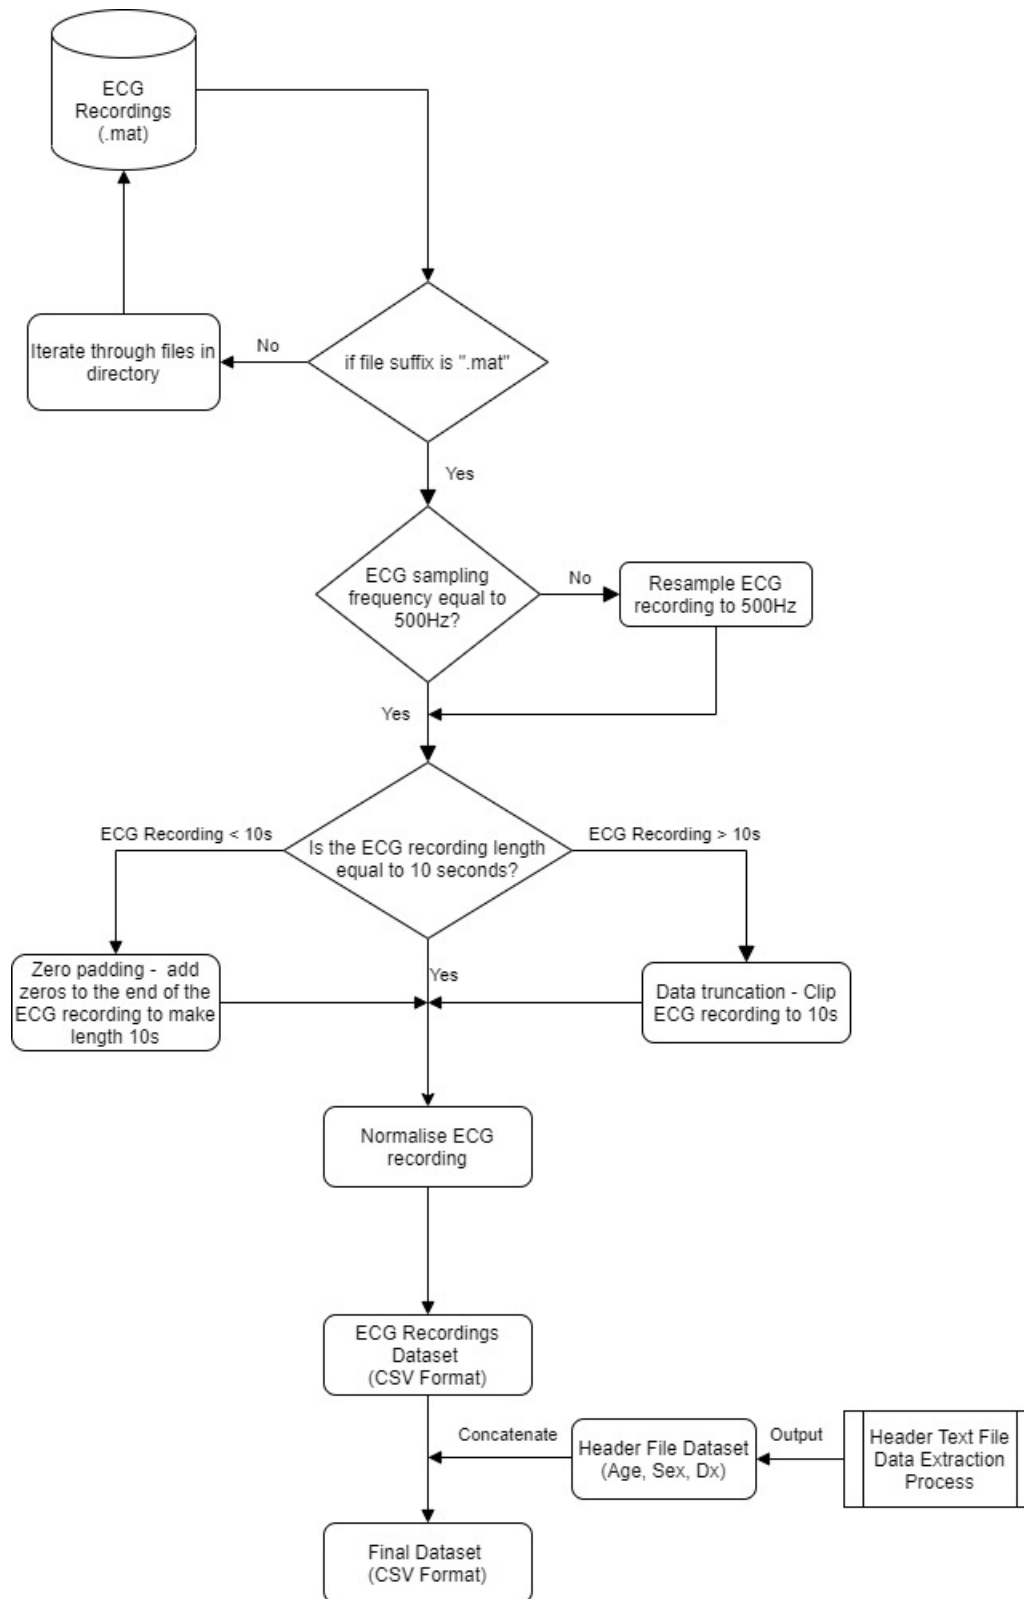 ECG
Recordings
(.mat)
Iterate through files in
directory
No
if file suffix is ".mat"
Yes
ECG sampling
frequency equal to
500Hz?
No
Resample ECG
recording to 500Hz
Yes
ECG Recording < 10s
Is the ECG recording length
equal to 10 seconds?
ECG Recording > 10s
Zero padding - add
zeros to the end of the
ECG recording to make
length 10s
Yes
Data truncation - Clip
ECG recording to 10s
Normalise ECG
recording
ECG Recordings
Dataset
(CSV Format)
Concatenate
Header File Dataset
(Age, Sex, Dx)
Output
Header Text File
Data Extraction
Process
Final Dataset
(CSV Format)